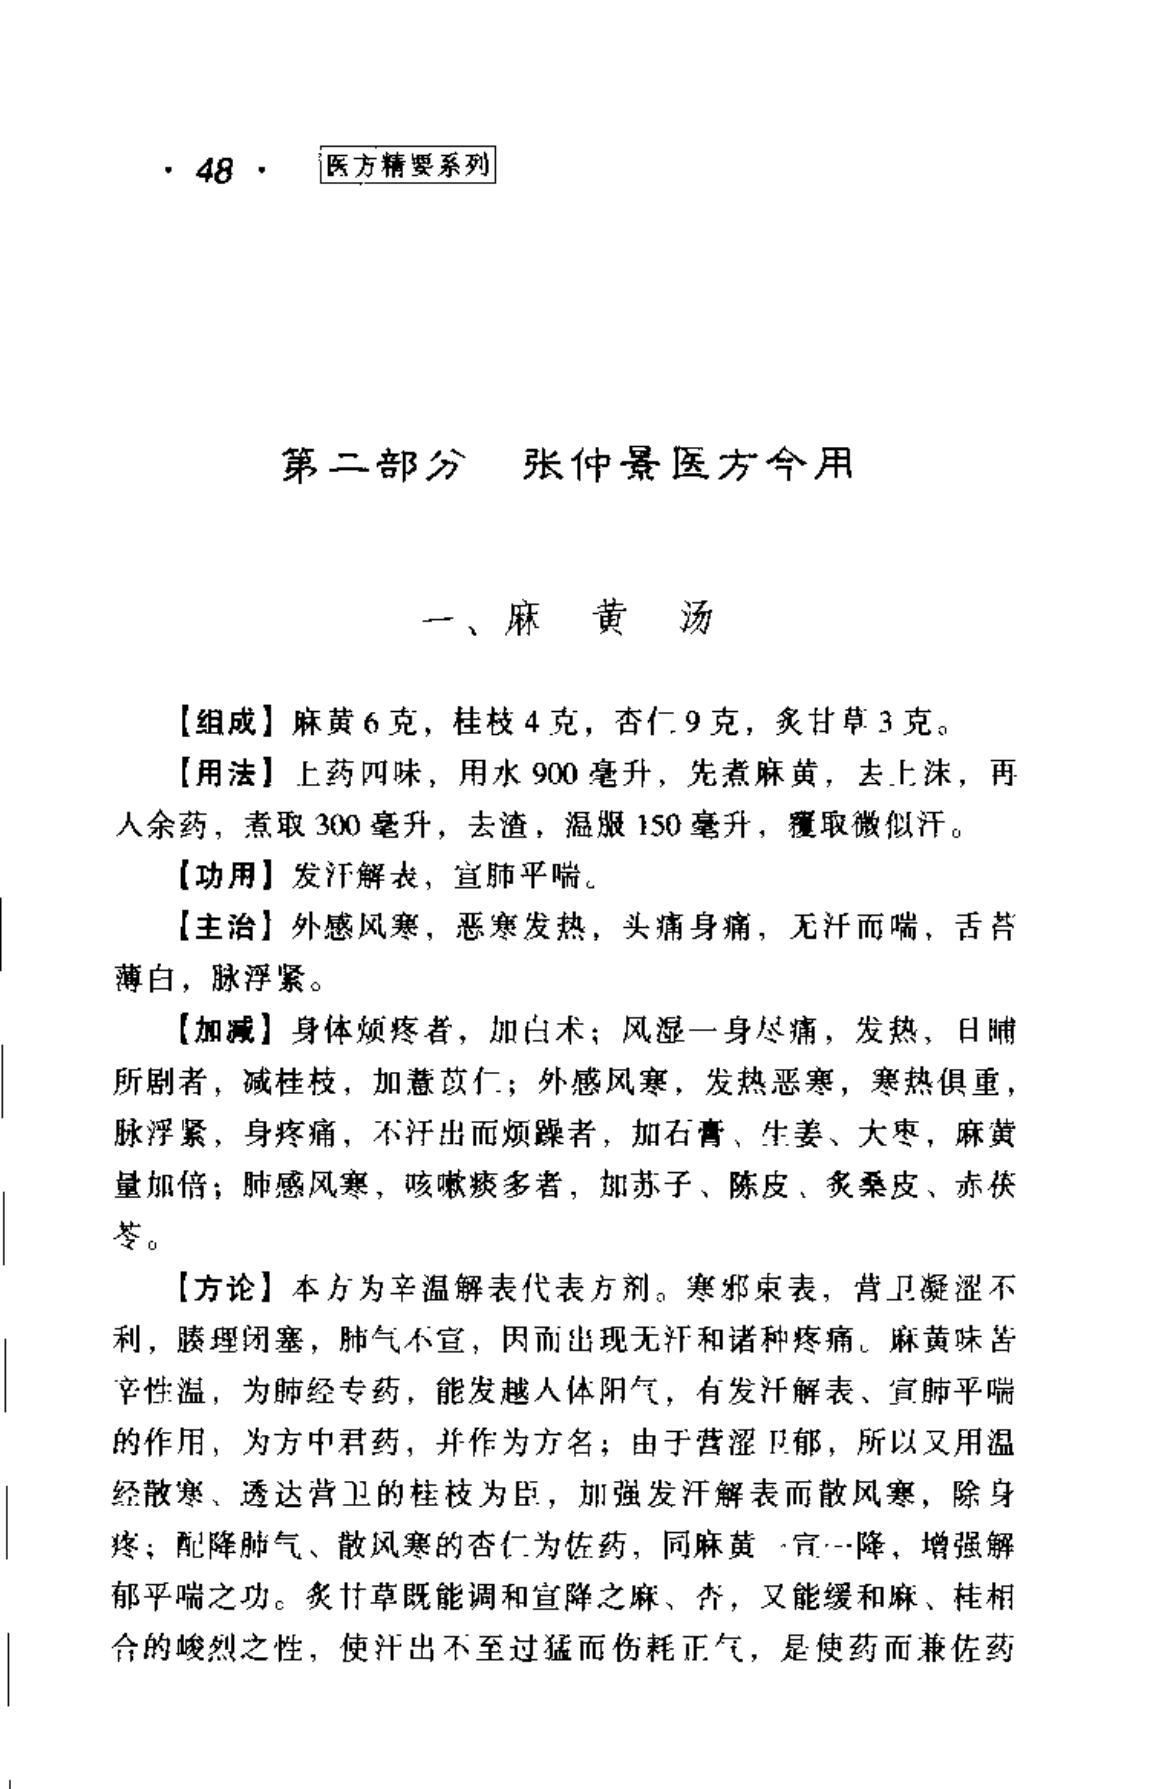 · 48 · 医方精要系列
第二部分 张仲景医方今用
一、麻 黄 汤
【组成】麻黄 6 克，桂枝 4 克，杏仁 9 克，炙甘草 3 克。
【用法】上药四味，用水 900 毫升，先煮麻黄，去上沫，再
入余药，煮取 300 毫升，去渣，温服 150 毫升，覆取微似汗。
【功用】发汗解表，宣肺平喘。
【主治】外感风寒，恶寒发热，头痛身痛，无汗而喘，舌苔
薄白，脉浮紧。
【加减】身体烦疼者，加白术；风湿一身尽痛，发热，日晡
所剧者，减桂枝，加薏苡仁；外感风寒，发热恶寒，寒热俱重，
脉浮紧，身疼痛，不汗出而烦躁者，加石膏、生姜、大枣，麻黄
量加倍；肺感风寒，咳嗽痰多者，加苏子、陈皮、炙桑皮、赤茯
苓。
【方论】本方为辛温解表代表方剂。寒邪束表，营卫凝涩不
利，腠理闭塞，肺气不宣，因而出现无汗和诸种疼痛。麻黄味苦
辛性温，为肺经专药，能发越人体阳气，有发汗解表、宣肺平喘
的作用，为方中君药，并作为方名；由于营涩卫郁，所以又用温
经散寒、透达营卫的桂枝为臣，加强发汗解表而散风寒，除身
疼；配降肺气、散风寒的杏仁为佐药，同麻黄一宣一降，增强解
郁平喘之功。炙甘草既能调和宣降之麻、杏，又能缓和麻、桂相
合的峻烈之性，使汗出不至过猛而伤耗正气，是使药而兼佐药